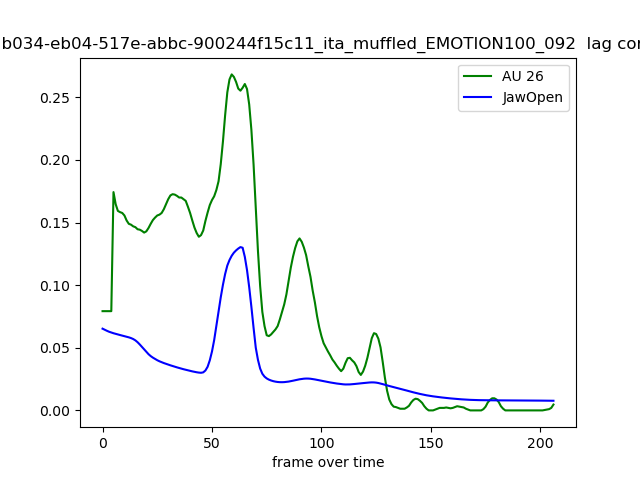 b034-eb04-517e-abbc-900244f15c11_ita_muffled_EMOTION100_092 lag
AU 26
JawOpen
0.25
0.20
0.15
0.10
0.05
0.00
0 50 100 150 200
frame over time